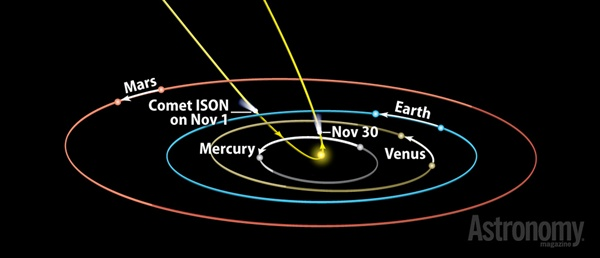 Mars
Comet ISON
on Nov 1
Earth
Nov 30
Mercury
Venus
Astronomy
magazine